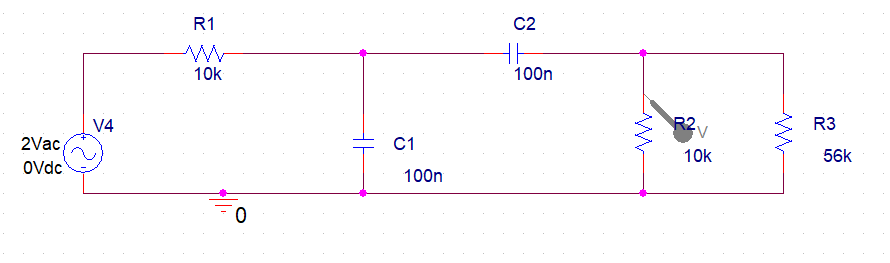 R1
10k
C2
100n
V4
2Vac
0Vdc
C1
100n
R2
V
10k
R3
56k
0
+
-